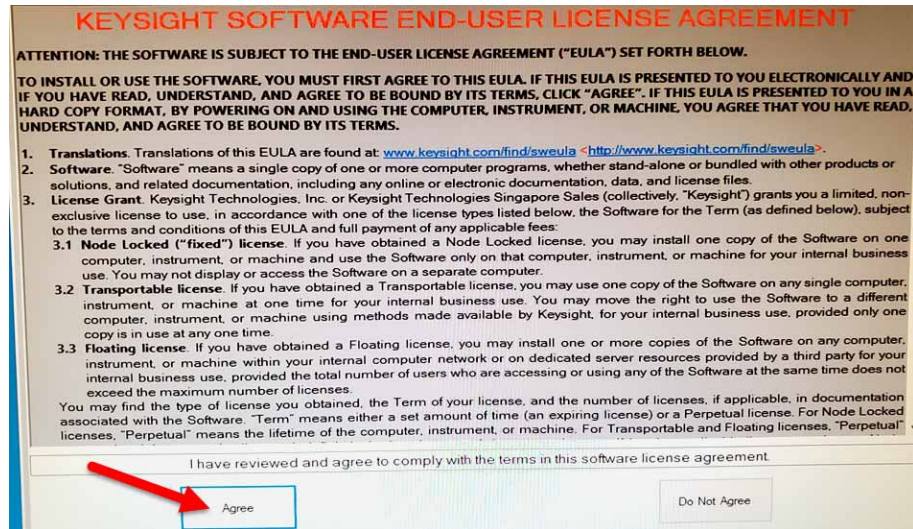 KEYSIGHT SOFTWARE END-USER LICENSE AGREEMENT
ATTENTION: THE SOFTWARE IS SUBJECT TO THE END-USER LICENSE AGREEMENT ("EULA") SET FORTH BELOW.
TO INSTALL OR USE THE SOFTWARE, YOU MUST FIRST AGREE TO THIS EULA. IF THIS EULA IS PRESENTED TO YOU ELECTRONICALLY AND
IF YOU HAVE READ, UNDERSTAND, AND AGREE TO BE BOUND BY ITS TERMS, CLICK "AGREE". IF THIS EULA IS PRESENTED TO YOU IN A
HARD COPY FORMAT, BY POWERING ON AND USING THE COMPUTER, INSTRUMENT, OR MACHINE, YOU AGREE THAT YOU HAVE READ,
UNDERSTAND, AND AGREE TO BE BOUND BY ITS TERMS.
1. Translations. Translations of this EULA are found at: www.keysight.com/find/sweula <http://www.keysight.com/find/sweula>.
2. Software. "Software" means a single copy of one or more computer programs, whether stand-alone or bundled with other products or
solutions, and related documentation, including any online or electronic documentation, data, and license files.
3. License Grant. Keysight Technologies, Inc. or Keysight Technologies Singapore Sales (collectively, "Keysight") grants you a limited, non-
exclusive license to use, in accordance with one of the license types listed below, the Software for the Term (as defined below), subject
to the terms and conditions of this EULA and full payment of any applicable fees:
3.1 Node Locked ("fixed") license. If you have obtained a Node Locked license, you may install one copy of the Software on one
computer, instrument, or machine and use the Software only on that computer, instrument, or machine for your internal business
use. You may not display or access the Software on a separate computer.
3.2 Transportable license. If you have obtained a Transportable license, you may use one copy of the Software on any single computer,
instrument, or machine at one time for your internal business use. You may move the right to use the Software to a different
computer, instrument, or machine using methods made available by Keysight, for your internal business use, provided only one
copy is in use at any one time.
3.3 Floating license. If you have obtained a Floating license, you may install one or more copies of the Software on any computer,
instrument, or machine within your internal computer network or on dedicated server resources provided by a third party for your
internal business use, provided the total number of users who are accessing or using any of the Software at the same time does not
exceed the maximum number of licenses.
You may find the type of license you obtained, the Term of your license, and the number of licenses, if applicable, in documentation
associated with the Software. "Term" means either a set amount of time (an expiring license) or a Perpetual license. For Node Locked
licenses, "Perpetual" means the lifetime of the computer, instrument, or machine. For Transportable and Floating licenses, "Perpetual"
I have reviewed and agree to comply with the terms in this software license agreement.
Agree
Do Not Agree